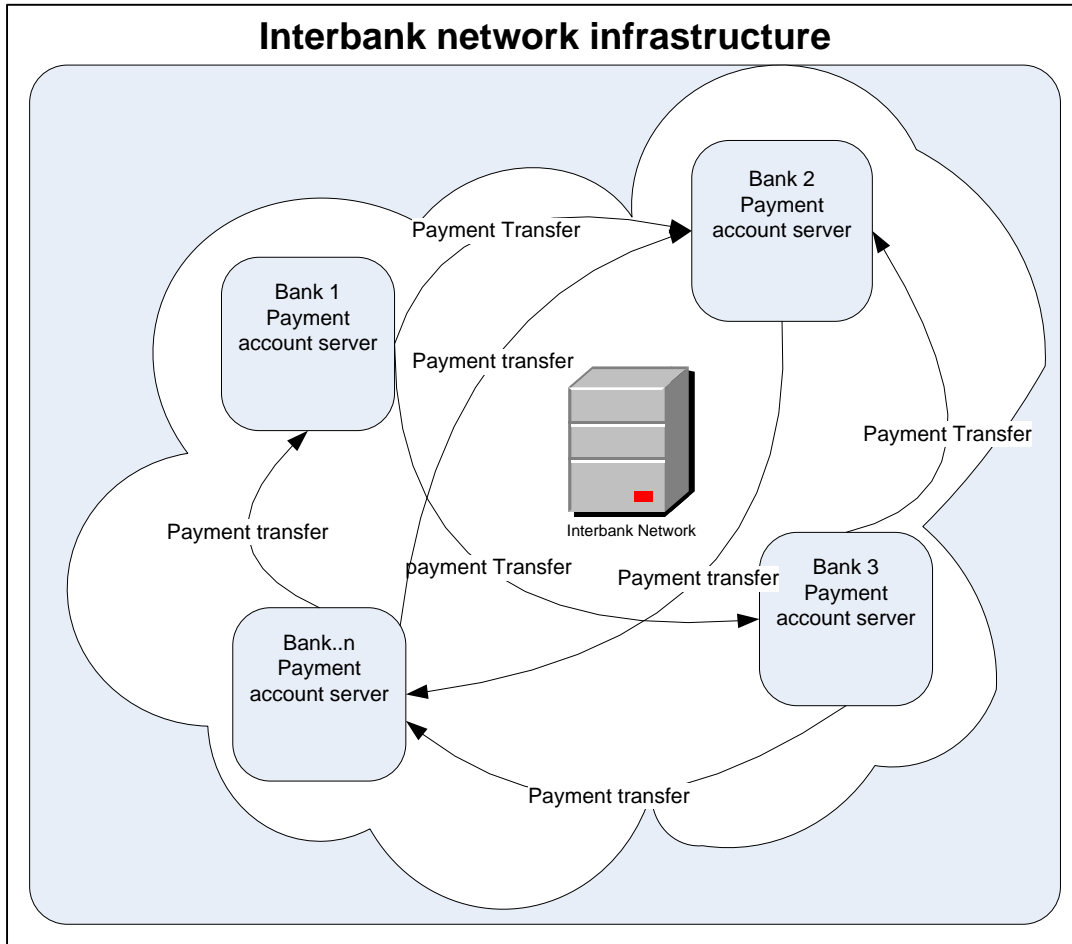 Interbank network infrastructure
Bank 2
Payment
account server
Payment Transfer
Bank 1
Payment
account server
Payment transfer
Payment Transfer
Payment transfer
Interbank Network
payment Transfer
Payment transfer
Bank 3
Payment
account server
Bank..n
Payment
account server
Payment transfer